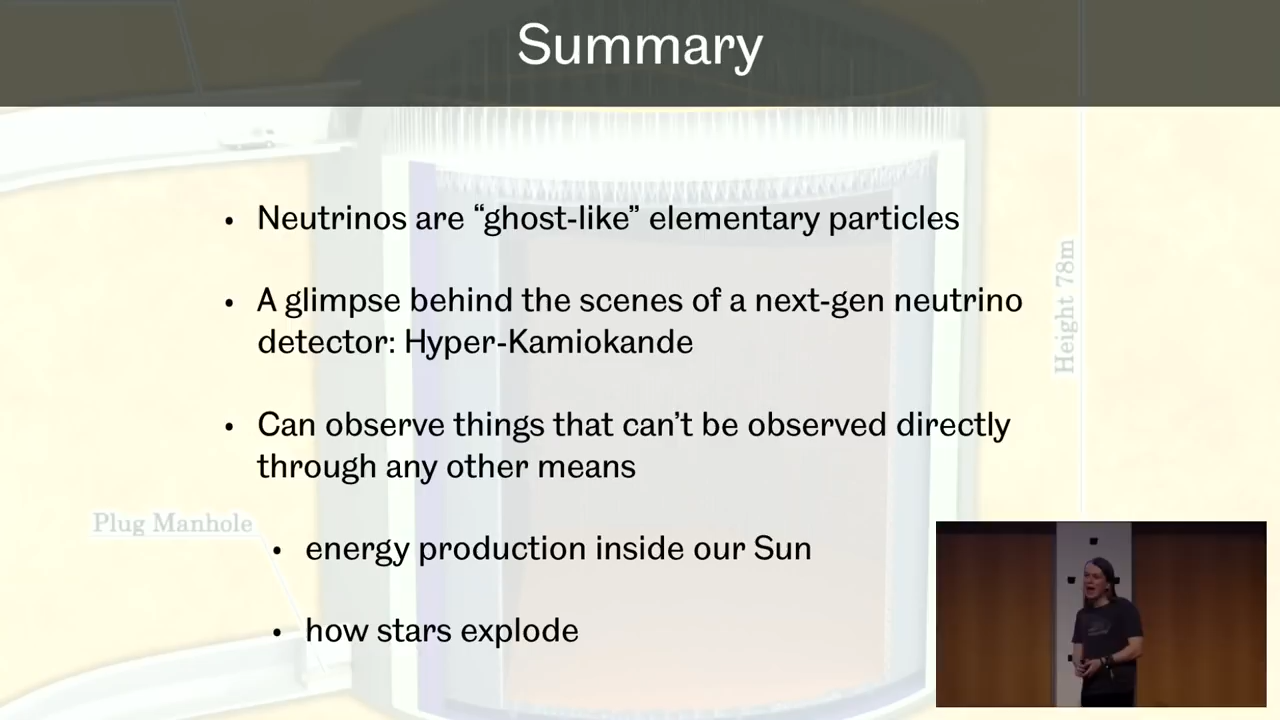 Summary
• Neutrinos are “ghost-like” elementary particles
• A glimpse behind the scenes of a next-gen neutrino
detector: Hyper-Kamiokande
• Can observe things that can’t be observed directly
through any other means
• energy production inside our Sun
• how stars explode
Height 78m
Plug Manhole